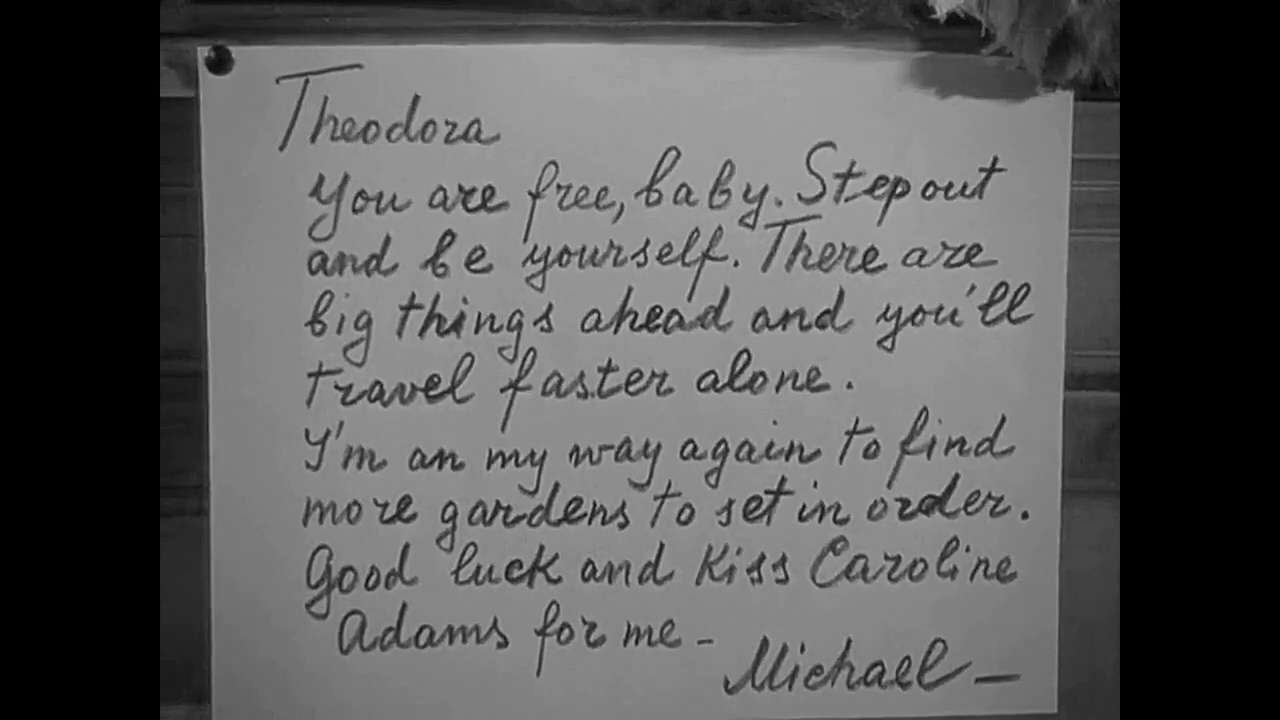 Theodora
You are free, baby. Step out
and be yourself. There are
big things ahead and you'll
travel faster alone.
I'm on my way again to find
more gardens to set in order.
Good luck and Kiss Caroline
Adams for me -
Michael -